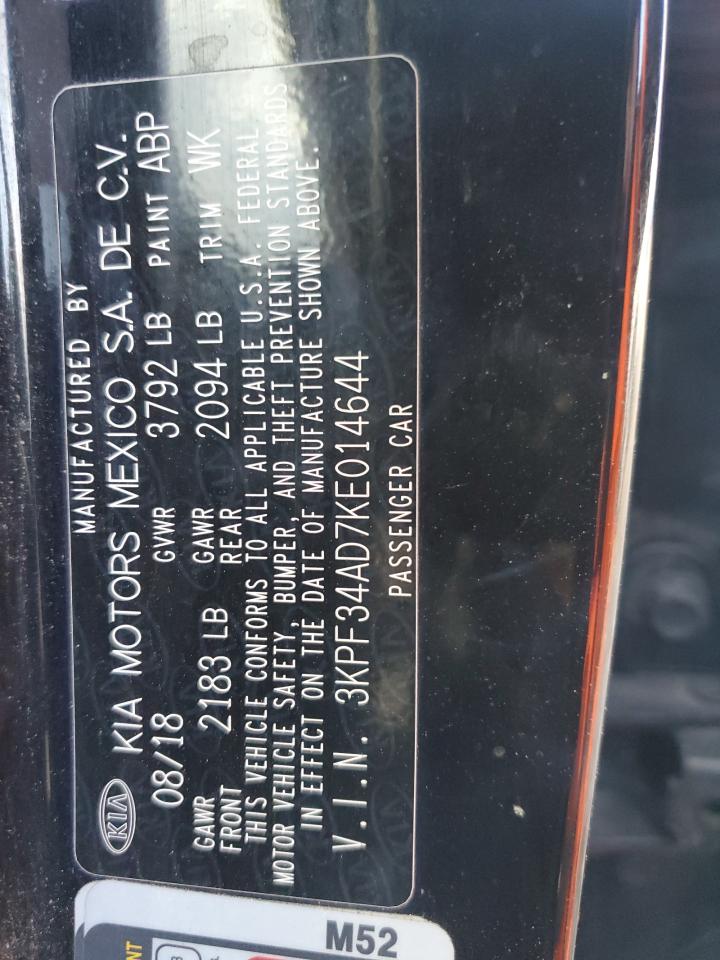 MANUFACTURED BY
KIA KIA MOTORS MEXICO S.A. DE C.V.
08/18 GVWR 3792 LB PAINT ABP
GAWR FRONT 2183 LB GAWR REAR 2094 LB TRIM WK
THIS VEHICLE CONFORMS TO ALL APPLICABLE U.S.A. FEDERAL
MOTOR VEHICLE SAFETY, BUMPER, AND THEFT PREVENTION STANDARDS
IN EFFECT ON THE DATE OF MANUFACTURE SHOWN ABOVE.
V.I.N. 3KPF34AD7KE014644
PASSENGER CAR
M52